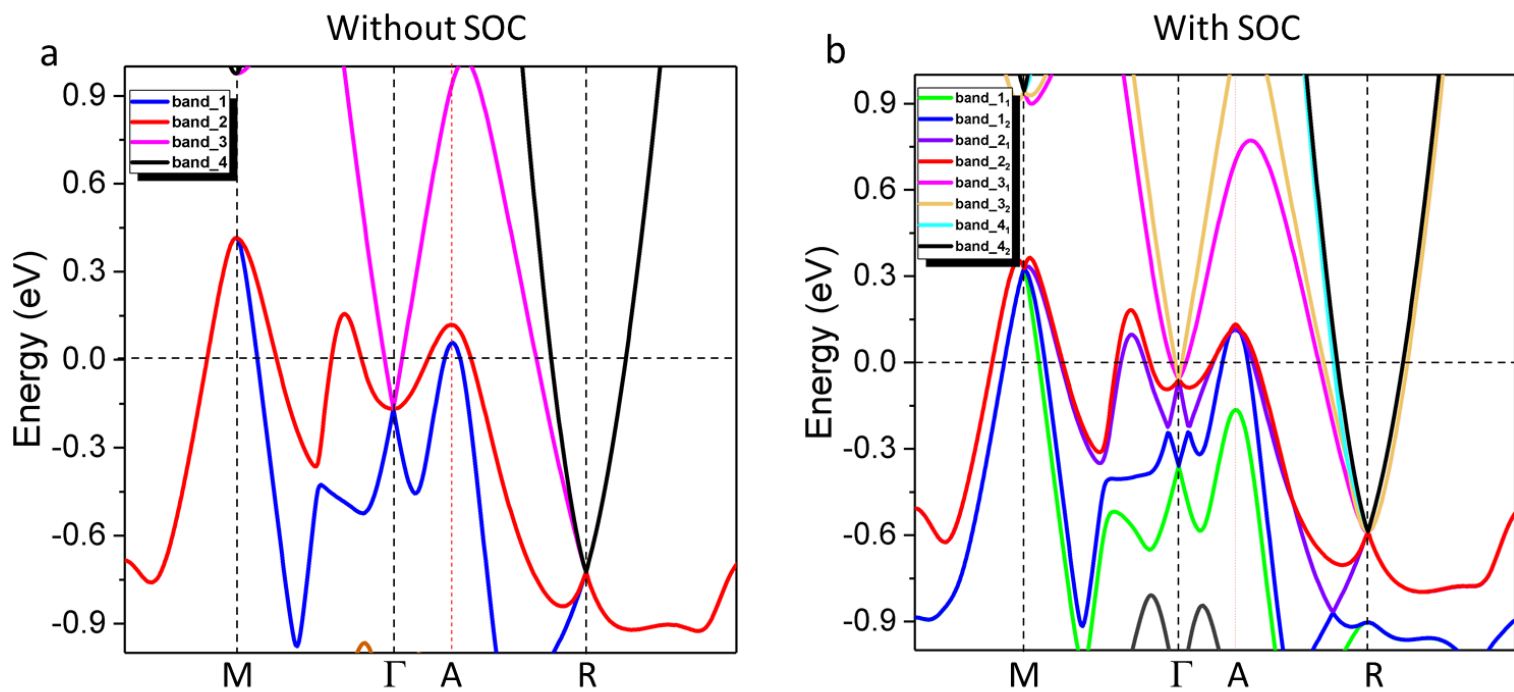 Without SOC
With SOC
a
b
band_1
band_2
band_3
band_4
0.9
0.6
0.3
0.0
-0.3
-0.6
-0.9
Energy (eV)
M
Γ
A
R
band_1₁
band_1₂
band_2₁
band_2₂
band_3₁
band_3₂
band_4₁
band_4₂
0.9
0.6
0.3
0.0
-0.3
-0.6
-0.9
Energy (eV)
M
Γ
A
R